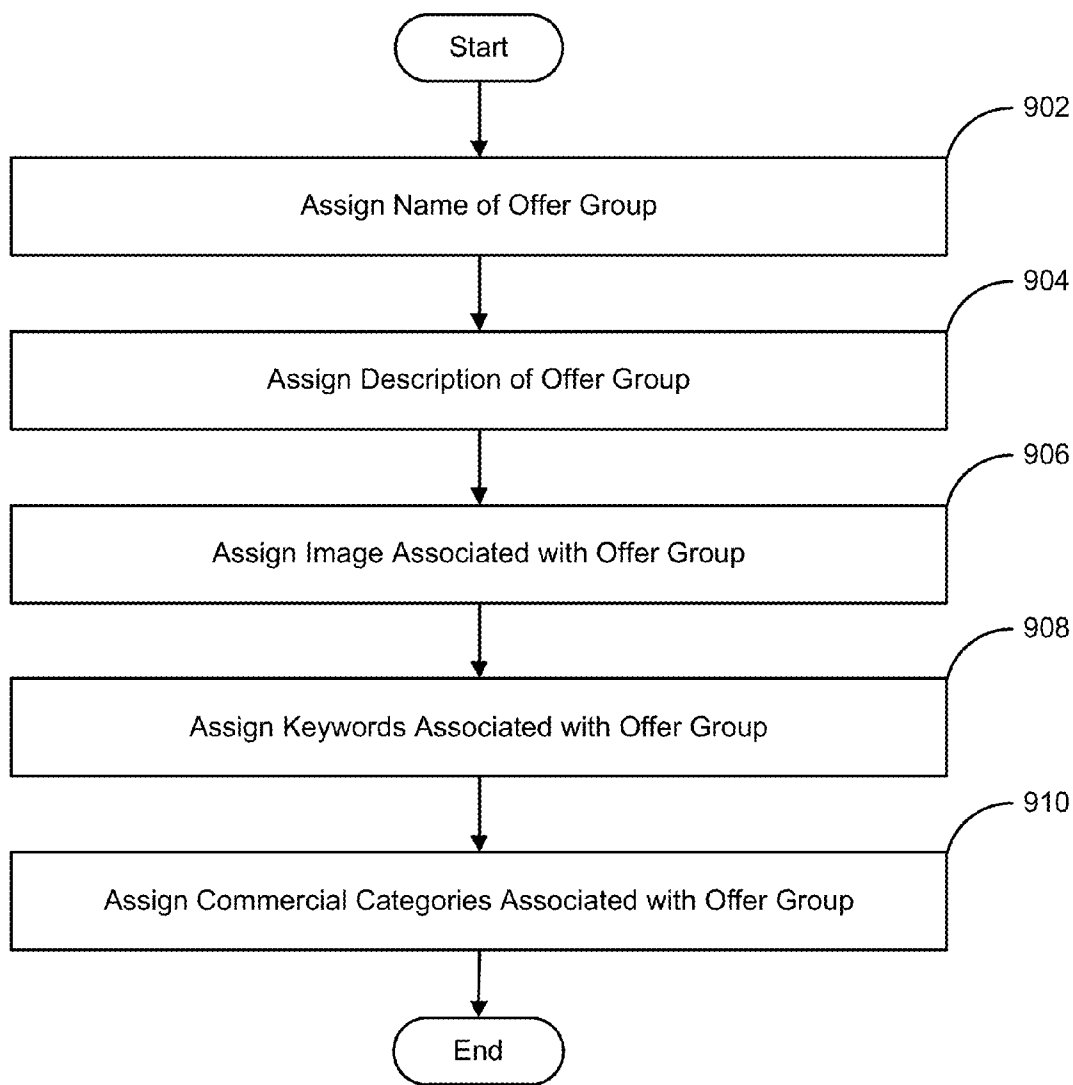 Start
902
Assign Name of Offer Group
904
Assign Description of Offer Group
906
Assign Image Associated with Offer Group
908
Assign Keywords Associated with Offer Group
910
Assign Commercial Categories Associated with Offer Group
End